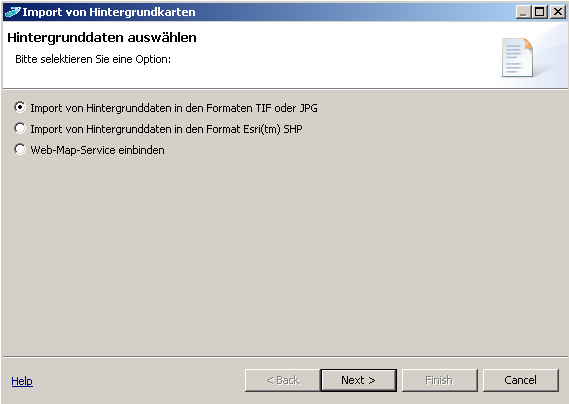 Import von Hintergrundkarten
Hintergrunddaten auswählen
Bitte selektieren Sie eine Option:
Import von Hintergrunddaten in den Formaten TIF oder JPG
Import von Hintergrunddaten in den Format Esri(tm) SHP
Web-Map-Service einbinden
Help
< Back
Next >
Finish
Cancel